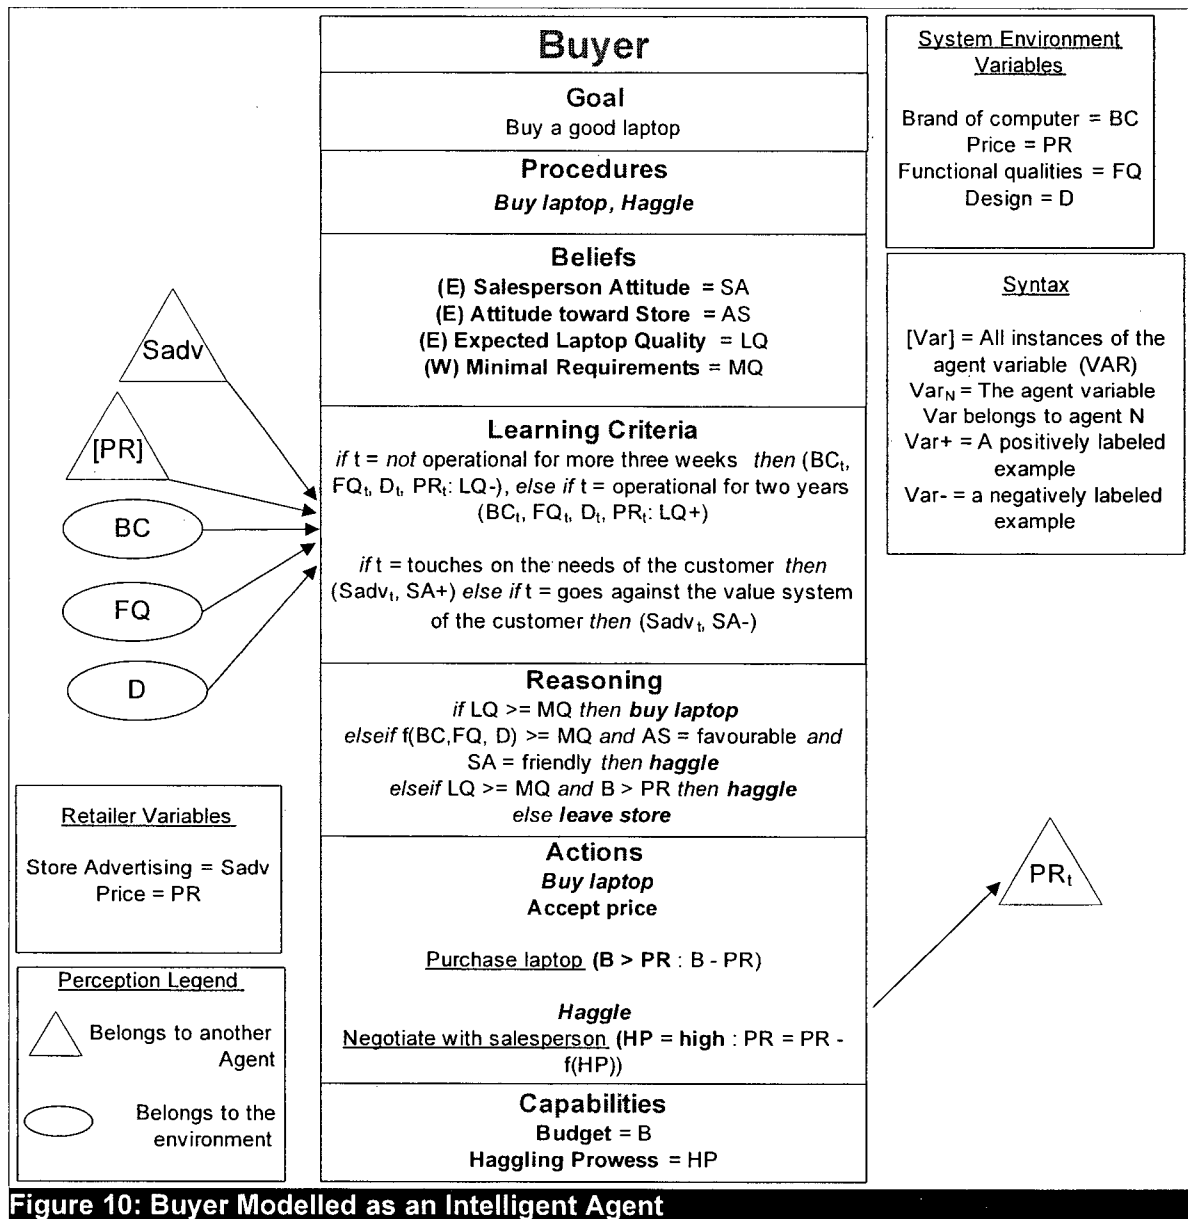 Buyer
Goal
Buy a good laptop
Procedures
Buy laptop, Haggle
Beliefs
(E) Salesperson Attitude = SA
(E) Attitude toward Store = AS
(E) Expected Laptop Quality = LQ
(W) Minimal Requirements = MQ
Learning Criteria
if t = not operational for more three weeks then (BCt,
FQt, Dt, PRt: LQ-), else if t = operational for two years
(BCt, FQt, Dt, PRt: LQ+)
if t = touches on the needs of the customer then
(Sadvt, SA+) else if t = goes against the value system
of the customer then (Sadvt, SA-)
Reasoning
if LQ >= MQ then buy laptop
elseif f(BC,FQ, D) >= MQ and AS = favourable and
SA = friendly then haggle
elseif LQ >= MQ and B > PR then haggle
else leave store
Actions
Buy laptop
Accept price
Purchase laptop (B > PR : B - PR)
Haggle
Negotiate with salesperson (HP = high : PR = PR -
f(HP))
Capabilities
Budget = B
Haggling Prowess = HP
Sadv
[PR]
BC
FQ
D
Retailer Variables
Store Advertising = Sadv
Price = PR
Perception Legend
Belongs to another
Agent
Belongs to the
environment
System Environment
Variables
Brand of computer = BC
Price = PR
Functional qualities = FQ
Design = D
Syntax
[Var] = All instances of the
agent variable (VAR)
VarN = The agent variable
Var belongs to agent N
Var+ = A positively labeled
example
Var- = a negatively labeled
example
PRt
Figure 10: Buyer Modelled as an Intelligent Agent